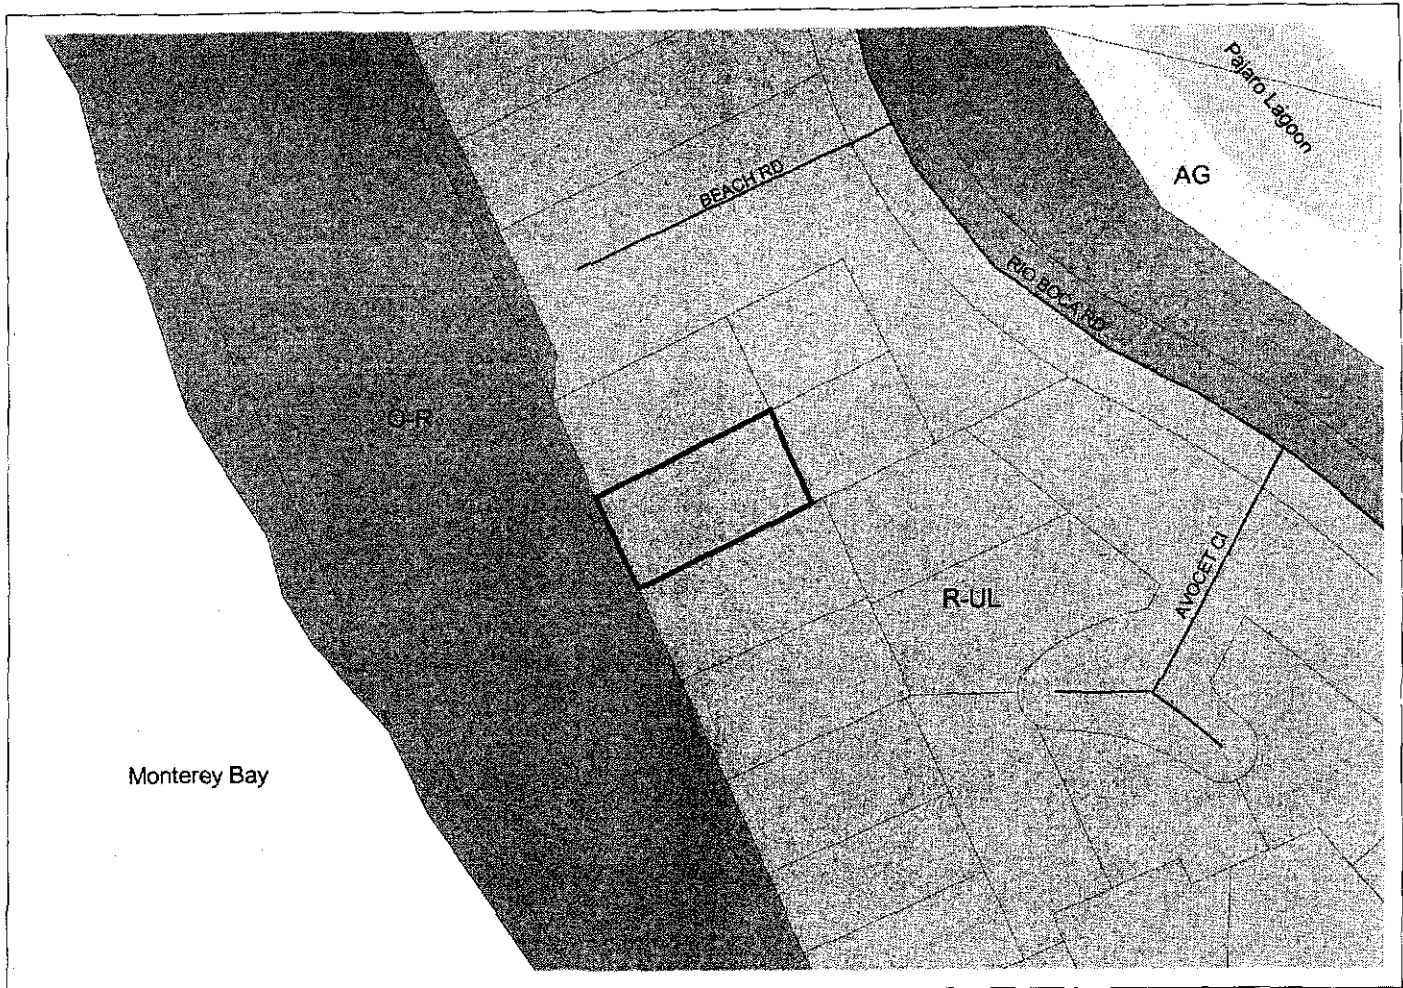 Pajaro Lagoon
AG
BEACH RD
RIO BOCA RD
O-R
AVOCET CI
R-UL
Monterey Bay